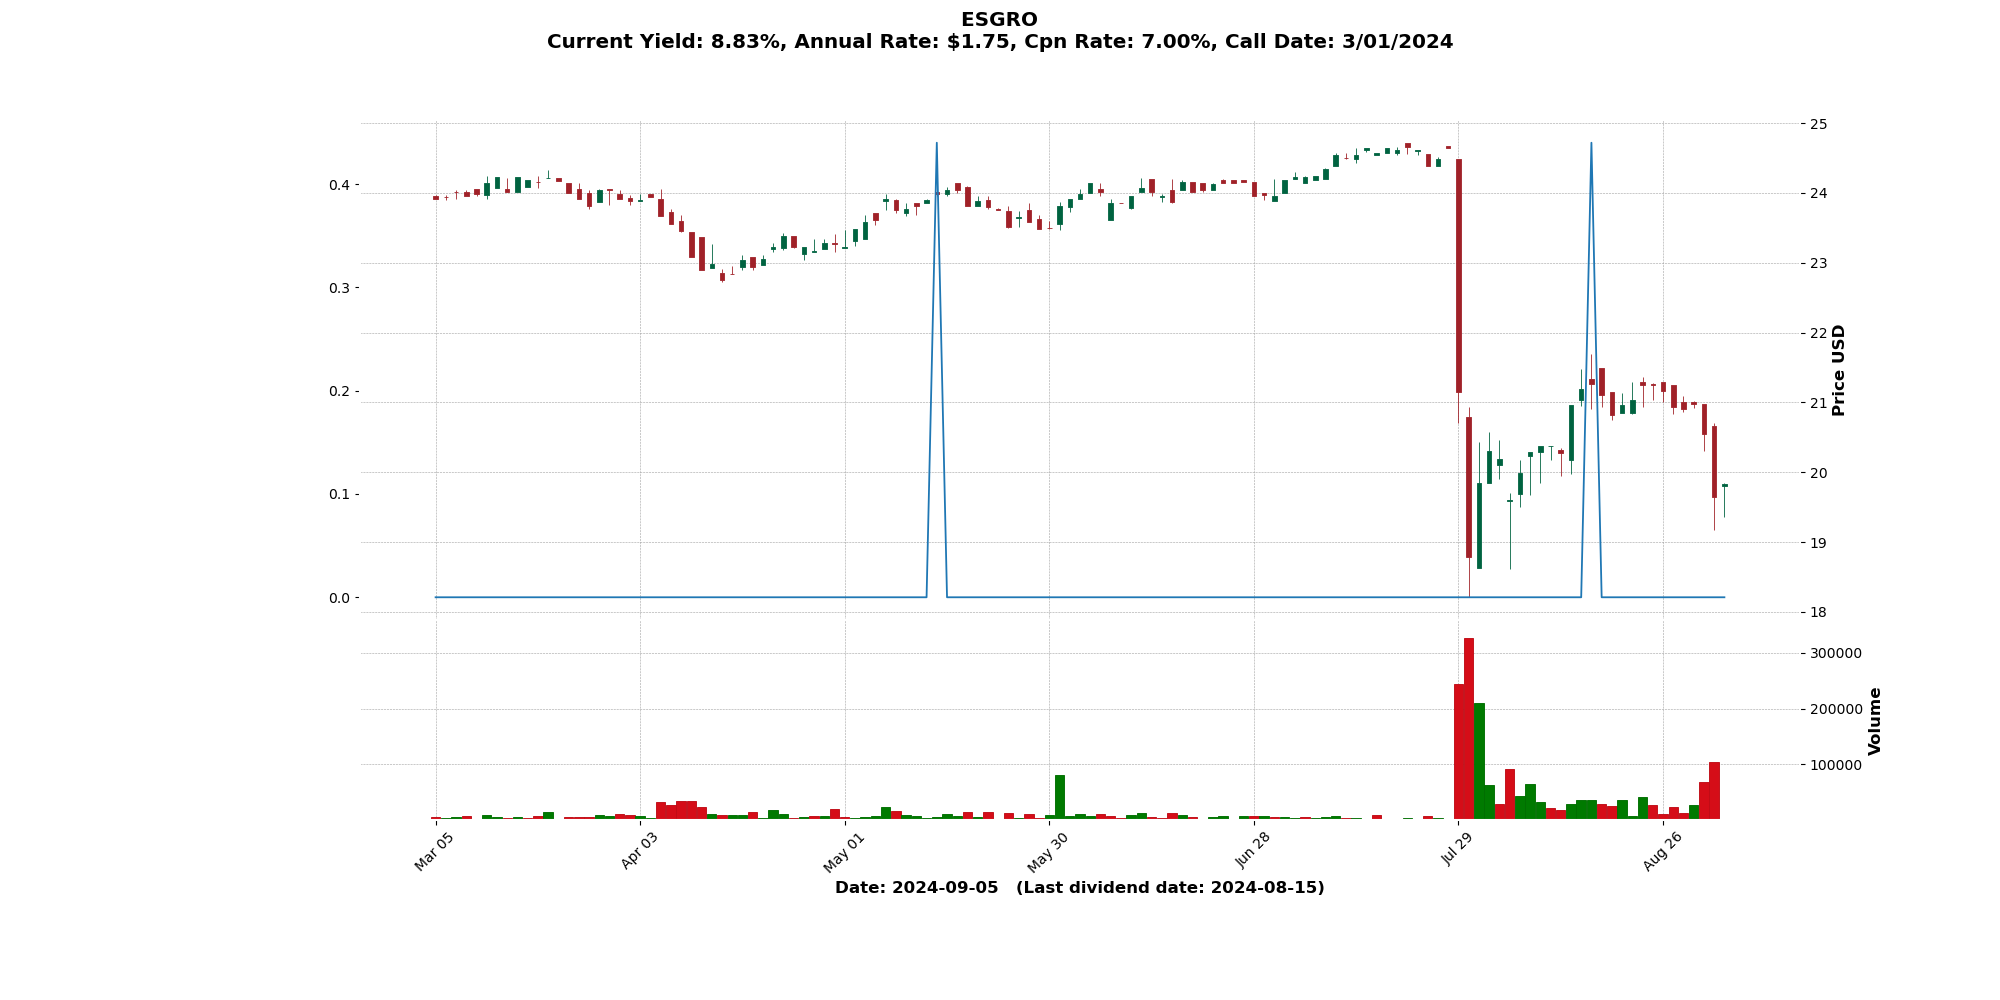 ESGRO
Current Yield: 8.83%, Annual Rate: $1.75, Cpn Rate: 7.00%, Call Date: 3/01/2024
0.4
0.3
0.2
0.1
0.0
25
24
23
22
21
20
19
18
Price USD
300000
200000
100000
Volume
Mar 05
Apr 03
May 01
May 30
Jun 28
Jul 29
Aug 26
Date: 2024-09-05   (Last dividend date: 2024-08-15)